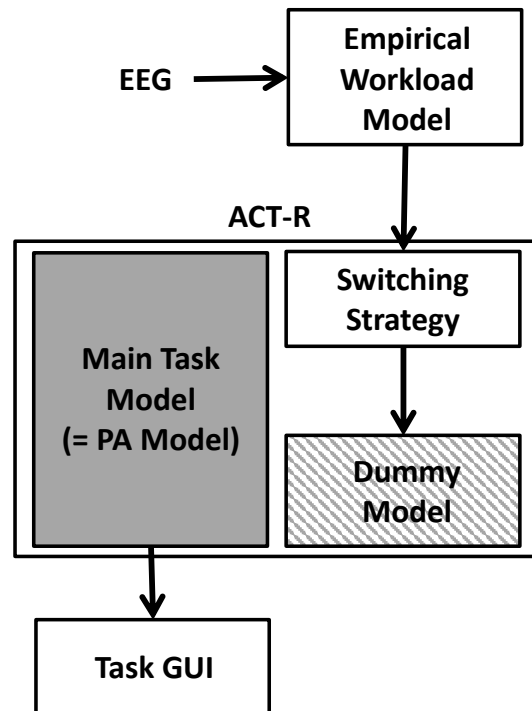 Empirical
EEG
Workload
Model
ACT-R
Switching
Strategy
Main Task
Model
(= PA Model)
Dummy
Model
Task GUI